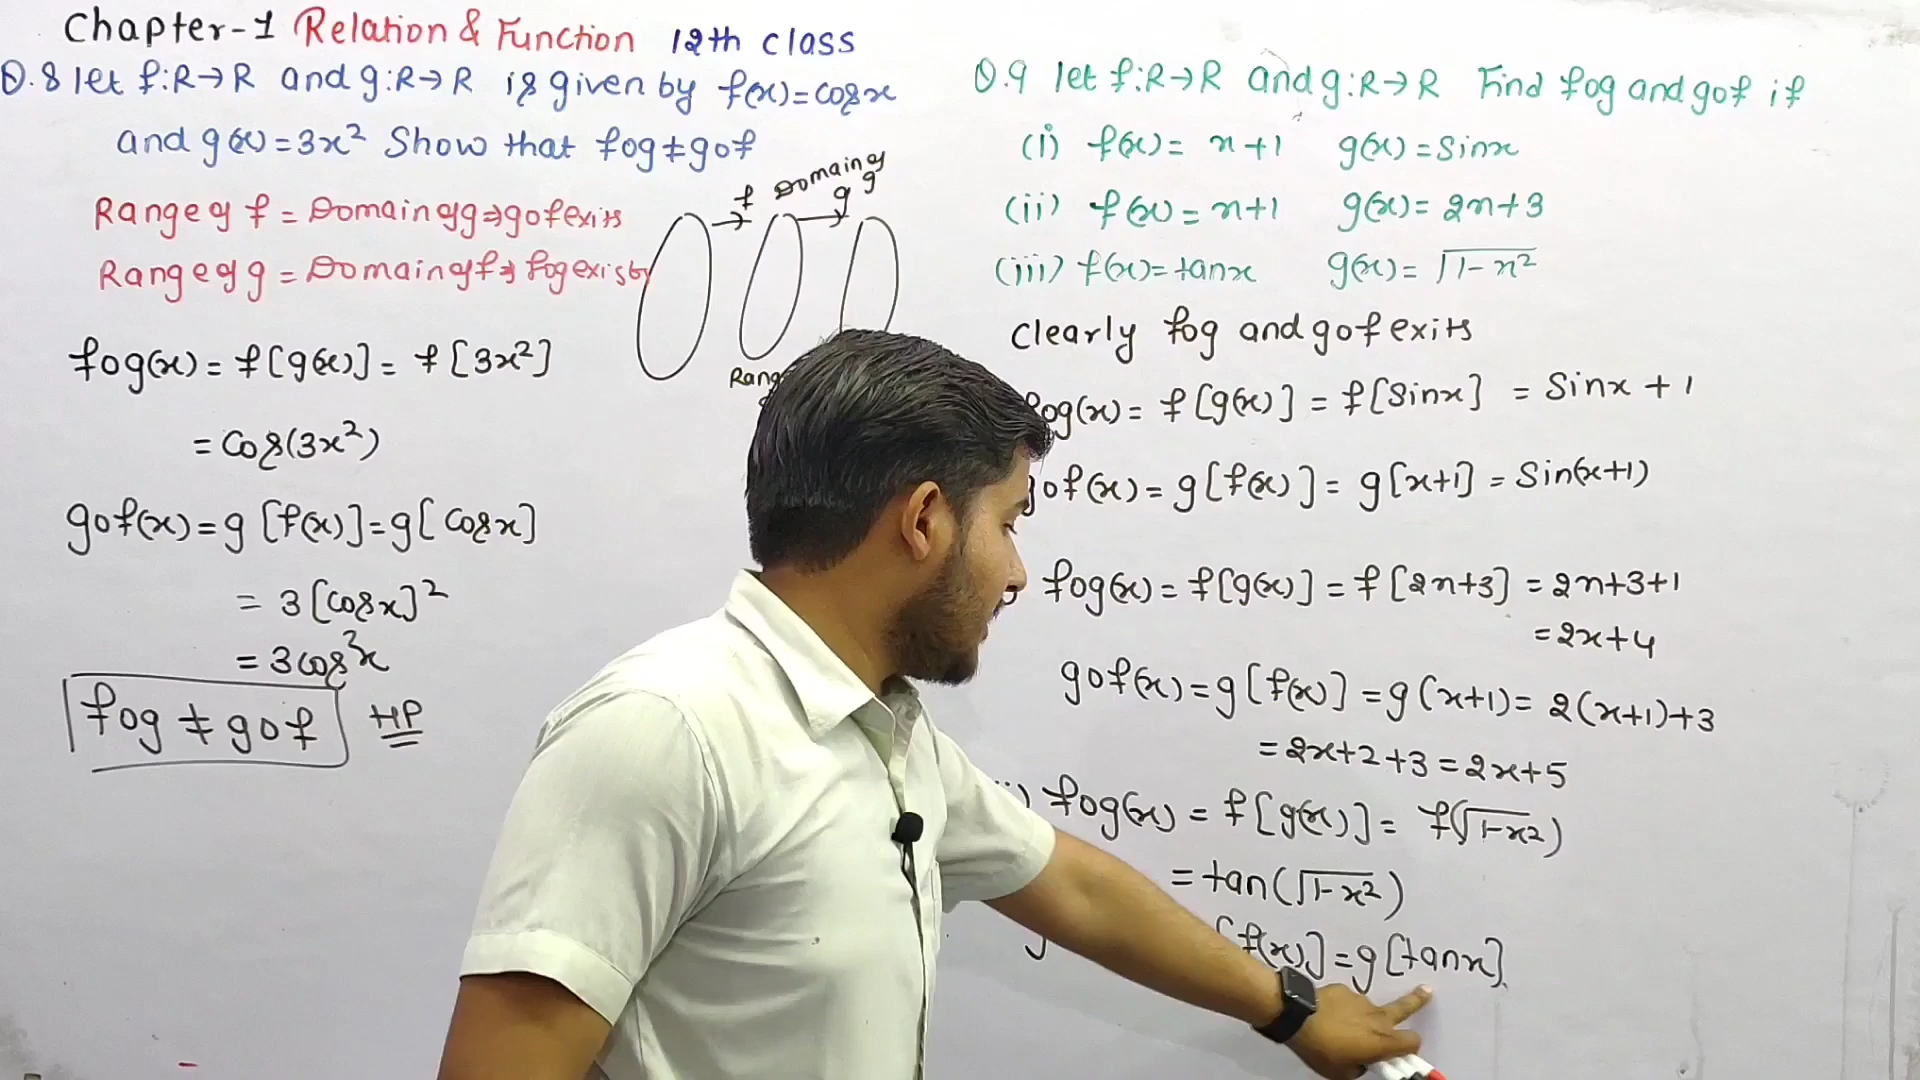 Chapter-1 Relation & Function 12th class
Q.8 let f:R→R and g:R→R is given by f(x)=cosx
and g(x)=3x² Show that fog≠gof
Range of f = Domain of g⇒gof exits
Range of g = Domain of f⇒ fog exists
f Domain of g
g
Rang
fog(x) = f[g(x)] = f[3x²]
= Cos(3x²)
gof(x)=g[f(x)]=g[cosx]
= 3[cosx]²
= 3cos²x
fog ≠ gof HP
Q.9 let f:R→R and g:R→R Find fog and gof if
(i) f(x)= x+1 g(x)=Sinx
(ii) f(x)=x+1 g(x)=2x+3
(iii) f(x)=tanx g(x)=√1-x²
Clearly fog and gof exits
fog(x)= f[g(x)]=f[Sinx] = Sinx + 1
gof(x)=g[f(x)]= g[x+1] = Sin(x+1)
fog(x)=f[g(x)]=f[2x+3]=2x+3+1
=2x+4
gof(x)=g[f(x)]=g(x+1)= 2(x+1)+3
=2x+2+3=2x+5
) fog(x) = f[g(x)]= f(√1-x²)
=tan(√1-x²)
g [f(x)]=g[tanx]